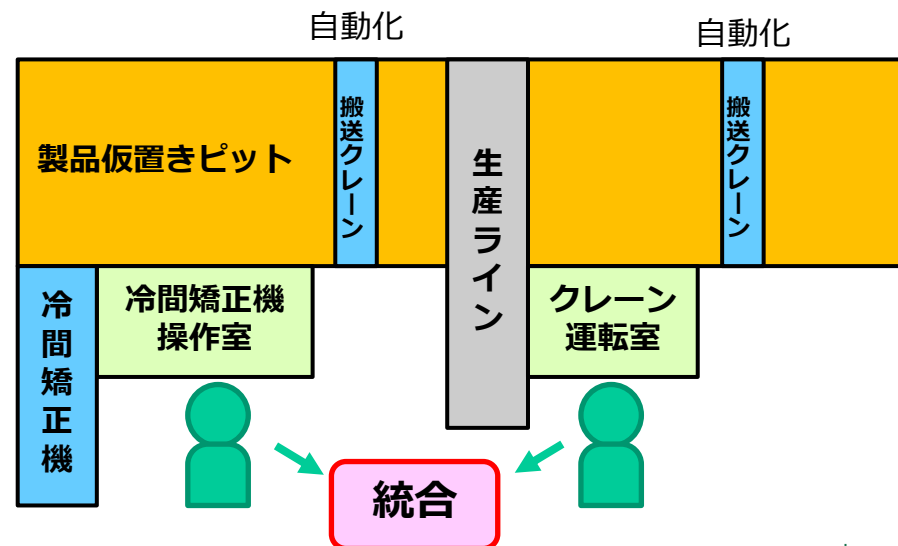 自動化
自動化
製品仮置きピット
搬送クレーン
生産ライン
搬送クレーン
冷間矯正機
冷間矯正機
操作室
クレーン
運転室
統合